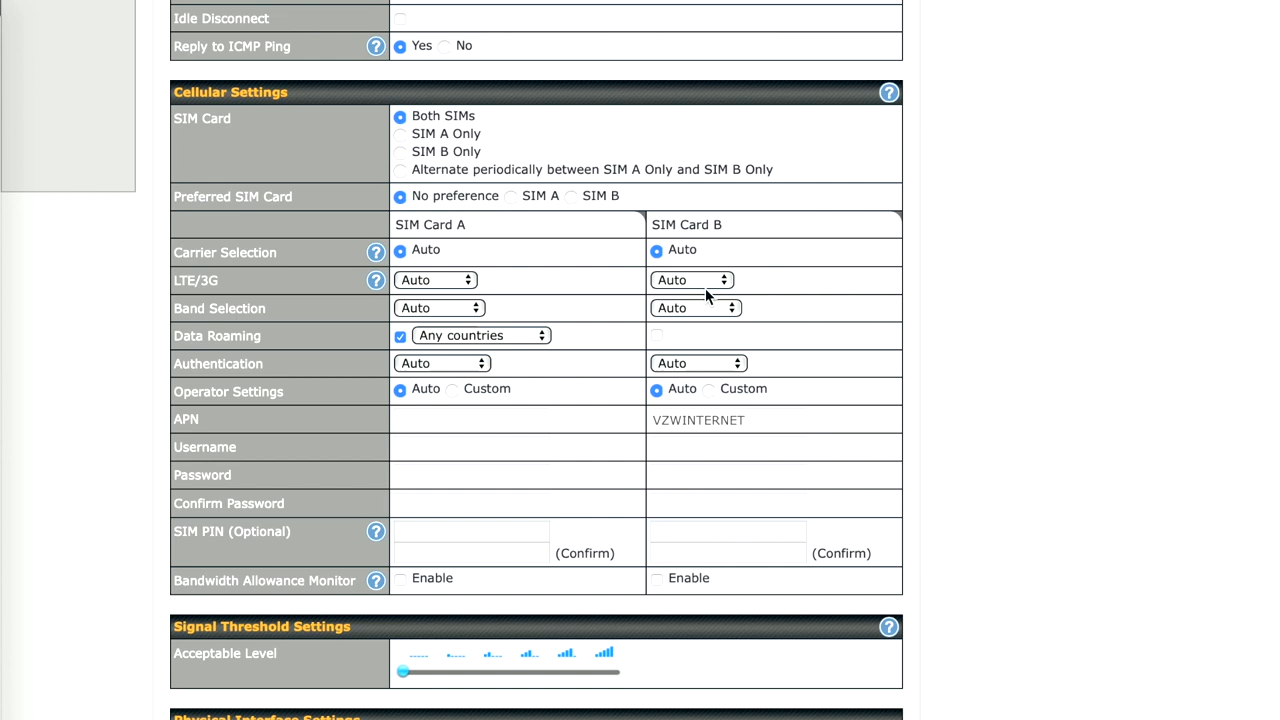 Idle Disconnect
Reply to ICMP Ping ? Yes No
Cellular Settings ?
SIM Card
Both SIMs
SIM A Only
SIM B Only
Alternate periodically between SIM A Only and SIM B Only
Preferred SIM Card No preference SIM A SIM B
SIM Card A SIM Card B
Carrier Selection ? Auto Auto
LTE/3G ? Auto Auto
Band Selection Auto Auto
Data Roaming Any countries
Authentication Auto Auto
Operator Settings Auto Custom Auto Custom
APN VZWINTERNET
Username
Password
Confirm Password
SIM PIN (Optional) ?
(Confirm) (Confirm)
Bandwidth Allowance Monitor ? Enable Enable
Signal Threshold Settings ?
Acceptable Level
Physical Interface Settings